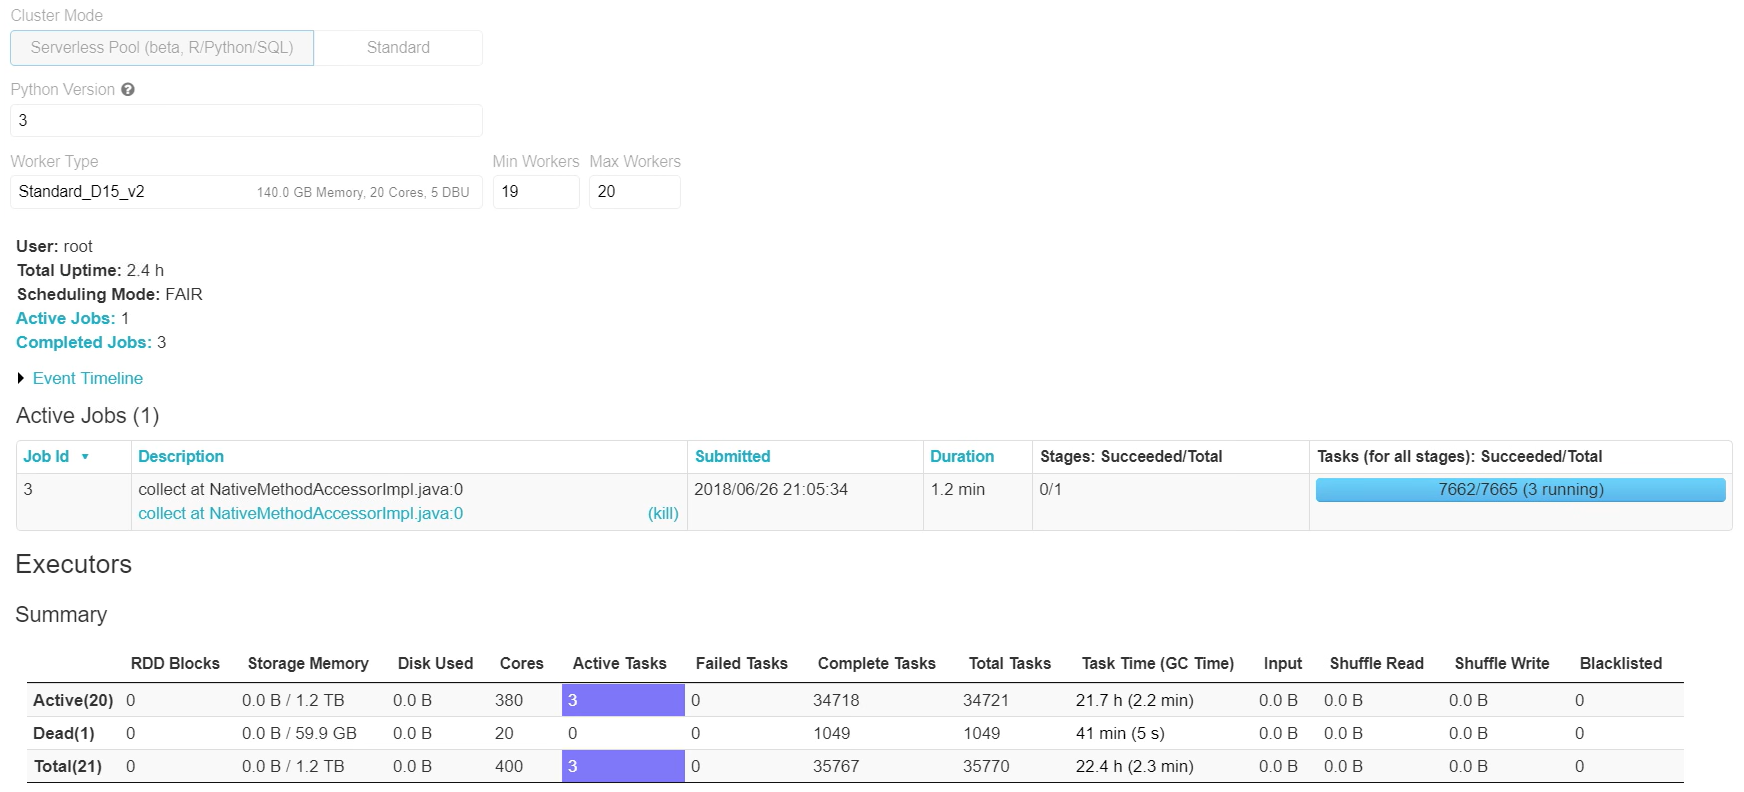 Cluster Mode
Serverless Pool (beta, R/Python/SQL) Standard
Python Version
3
Worker Type Min Workers Max Workers
Standard_D15_v2 140.0 GB Memory, 20 Cores, 5 DBU 19 20
User: root
Total Uptime: 2.4 h
Scheduling Mode: FAIR
Active Jobs: 1
Completed Jobs: 3
Event Timeline
Active Jobs (1)
Job Id Description Submitted Duration Stages: Succeeded/Total Tasks (for all stages): Succeeded/Total
3 collect at NativeMethodAccessorImpl.java:0 2018/06/26 21:05:34 1.2 min 0/1 7662/7665 (3 running)
collect at NativeMethodAccessorImpl.java:0 (kill)
Executors
Summary
RDD Blocks Storage Memory Disk Used Cores Active Tasks Failed Tasks Complete Tasks Total Tasks Task Time (GC Time) Input Shuffle Read Shuffle Write Blacklisted
Active(20) 0 0.0 B / 1.2 TB 0.0 B 380 3 0 34718 34721 21.7 h (2.2 min) 0.0 B 0.0 B 0.0 B 0
Dead(1) 0 0.0 B / 59.9 GB 0.0 B 20 0 0 1049 1049 41 min (5 s) 0.0 B 0.0 B 0.0 B 0
Total(21) 0 0.0 B / 1.2 TB 0.0 B 400 3 0 35767 35770 22.4 h (2.3 min) 0.0 B 0.0 B 0.0 B 0